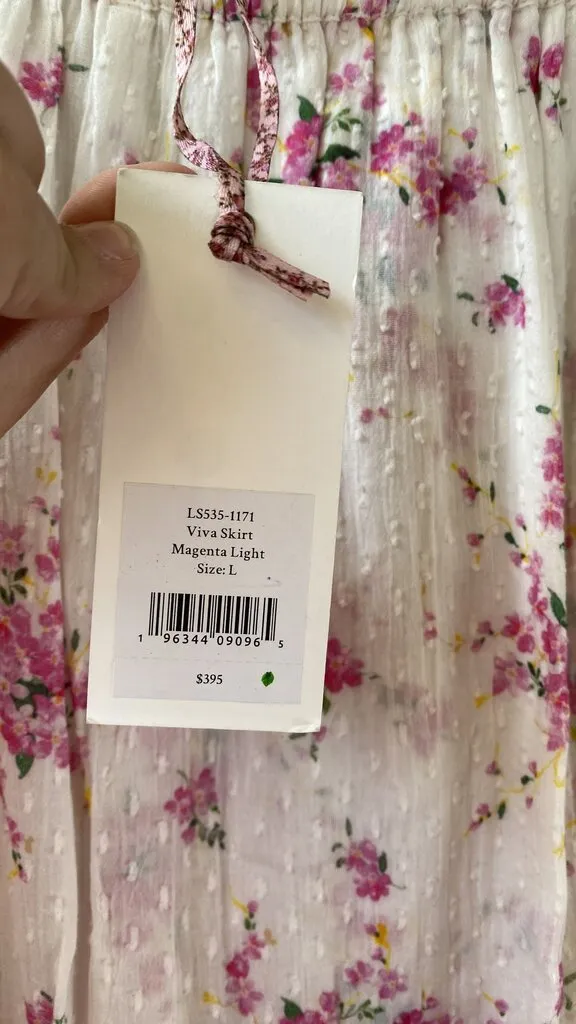 LS535-1171
Viva Skirt
Magenta Light
Size: L
1 96344 09096 5
$395